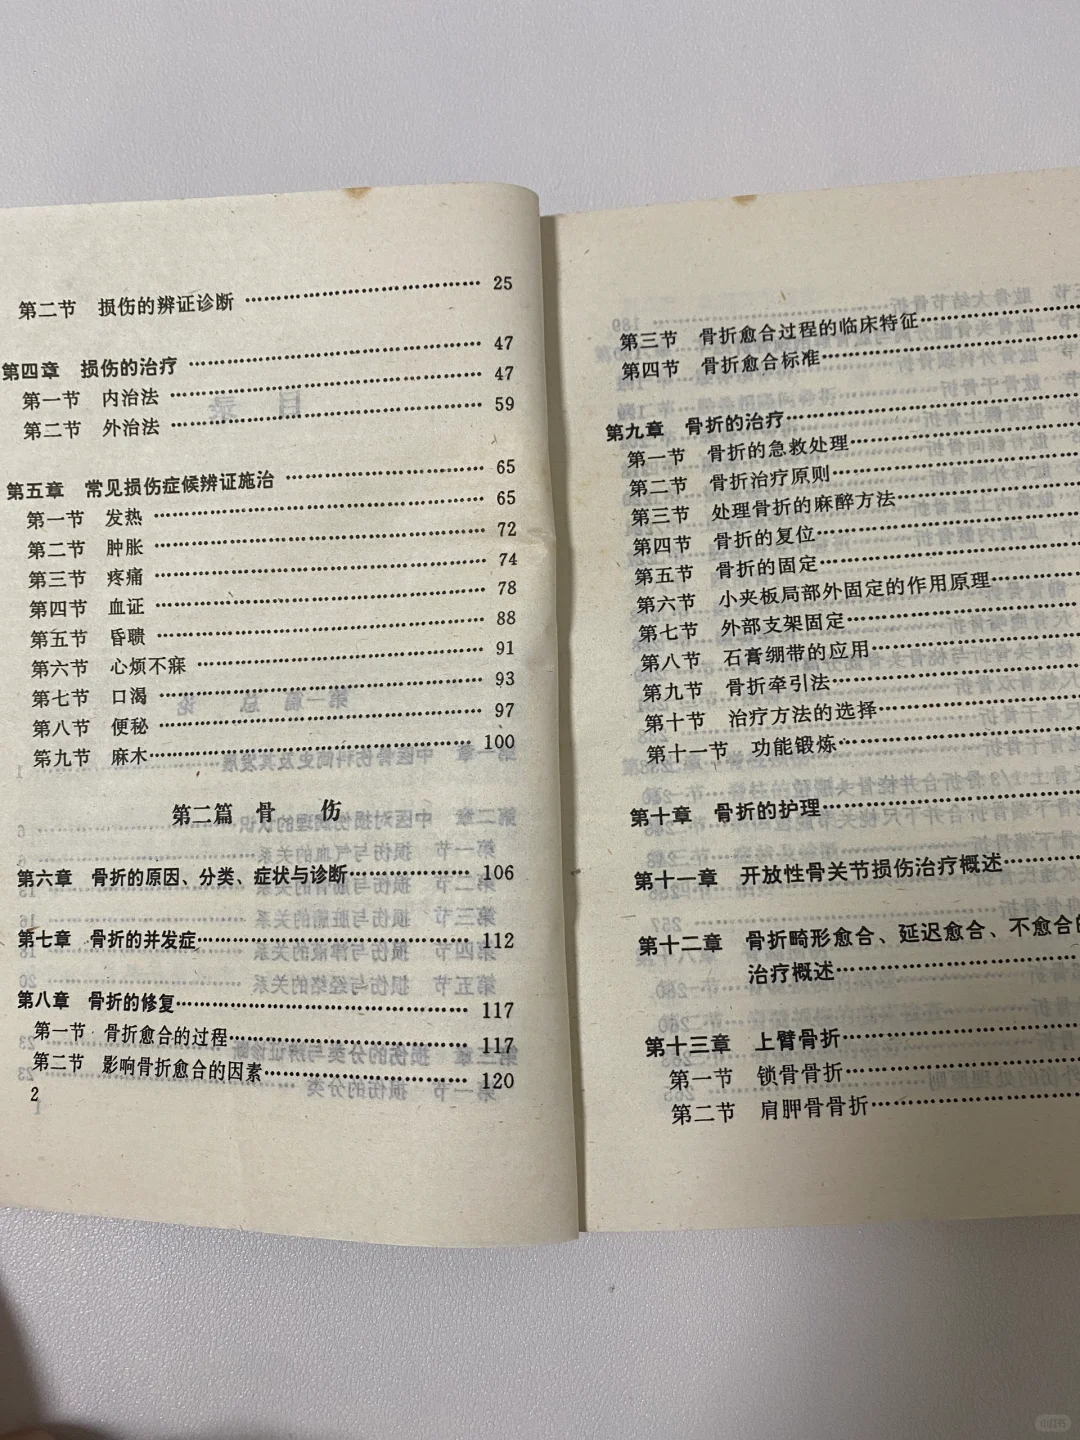 第二节 损伤的辨证诊断 …… 25
第四章 损伤的治疗 …… 47
第一节 内治法 …… 47
第二节 外治法 …… 59
第五章 常见损伤症候辨证施治 …… 65
第一节 发热 …… 65
第二节 肿胀 …… 72
第三节 疼痛 …… 74
第四节 血证 …… 78
第五节 昏聩 …… 88
第六节 心烦不寐 …… 91
第七节 口渴 …… 93
第八节 便秘 …… 97
第九节 麻木 …… 100
第二篇 骨 伤
第六章 骨折的原因、分类、症状与诊断 …… 106
第七章 骨折的并发症 …… 112
第八章 骨折的修复 …… 117
第一节 骨折愈合的过程 …… 117
第二节 影响骨折愈合的因素 …… 120
2
第三节 骨折愈合过程的临床特征 ……
第四节 骨折愈合标准 ……
第九章 骨折的治疗 ……
第一节 骨折的急救处理 ……
第二节 骨折治疗原则 ……
第三节 处理骨折的麻醉方法 ……
第四节 骨折的复位 ……
第五节 骨折的固定 ……
第六节 小夹板局部外固定的作用原理 ……
第七节 外部支架固定 ……
第八节 石膏绷带的应用 ……
第九节 骨折牵引法 ……
第十节 治疗方法的选择 ……
第十一节 功能锻炼 ……
第十章 骨折的护理 ……
第十一章 开放性骨关节损伤治疗概述 ……
第十二章 骨折畸形愈合、延迟愈合、不愈合的
治疗概述 ……
第十三章 上臂骨折 ……
第一节 锁骨骨折 ……
第二节 肩胛骨骨折 ……
小红书